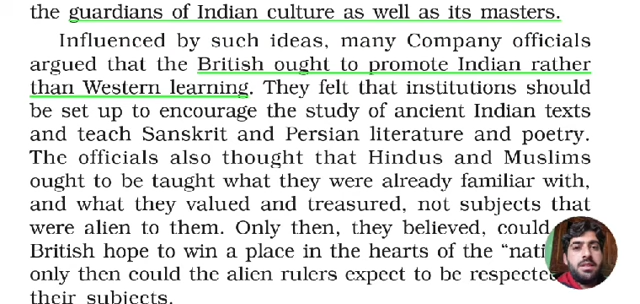 the guardians of Indian culture as well as its masters.
Influenced by such ideas, many Company officials
argued that the British ought to promote Indian rather
than Western learning. They felt that institutions should
be set up to encourage the study of ancient Indian texts
and teach Sanskrit and Persian literature and poetry.
The officials also thought that Hindus and Muslims
ought to be taught what they were already familiar with,
and what they valued and treasured, not subjects that
were alien to them. Only then, they believed, could
British hope to win a place in the hearts of the
only then could the alien rulers expect to be
their subjects.